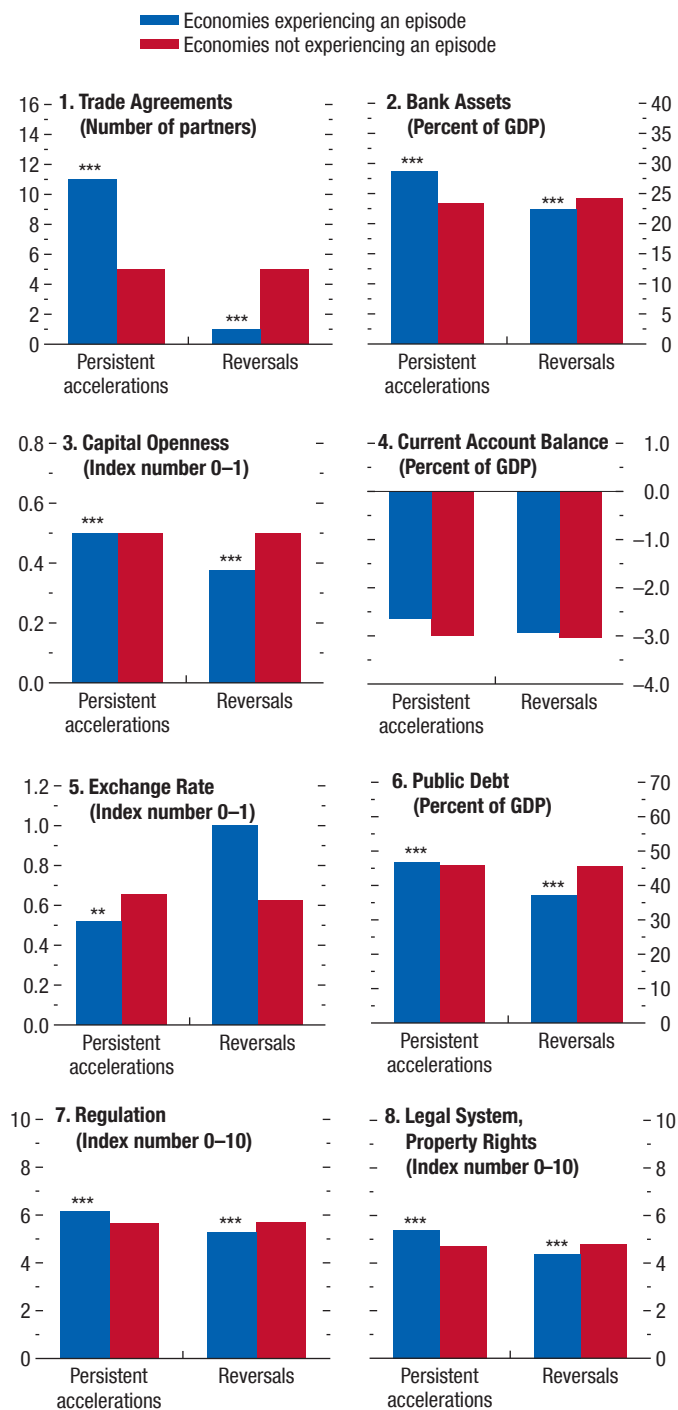 Economies experiencing an episode
Economies not experiencing an episode
1. Trade Agreements
(Number of partners)
16
14
12
10
8
6
4
2
0
***
***
Persistent
accelerations
Reversals
2. Bank Assets
(Percent of GDP)
40
35
30
25
20
15
10
5
0
***
***
Persistent
accelerations
Reversals
3. Capital Openness
(Index number 0–1)
0.8
0.6
0.4
0.2
0.0
***
***
Persistent
accelerations
Reversals
4. Current Account Balance
(Percent of GDP)
1.0
0.0
–1.0
–2.0
–3.0
–4.0
Persistent
accelerations
Reversals
5. Exchange Rate
(Index number 0–1)
1.2
1.0
0.8
0.6
0.4
0.2
0.0
**
Persistent
accelerations
Reversals
6. Public Debt
(Percent of GDP)
70
60
50
40
30
20
10
0
***
***
Persistent
accelerations
Reversals
7. Regulation
(Index number 0–10)
10
8
6
4
2
0
***
***
Persistent
accelerations
Reversals
8. Legal System,
Property Rights
(Index number 0–10)
10
8
6
4
2
0
***
***
Persistent
accelerations
Reversals